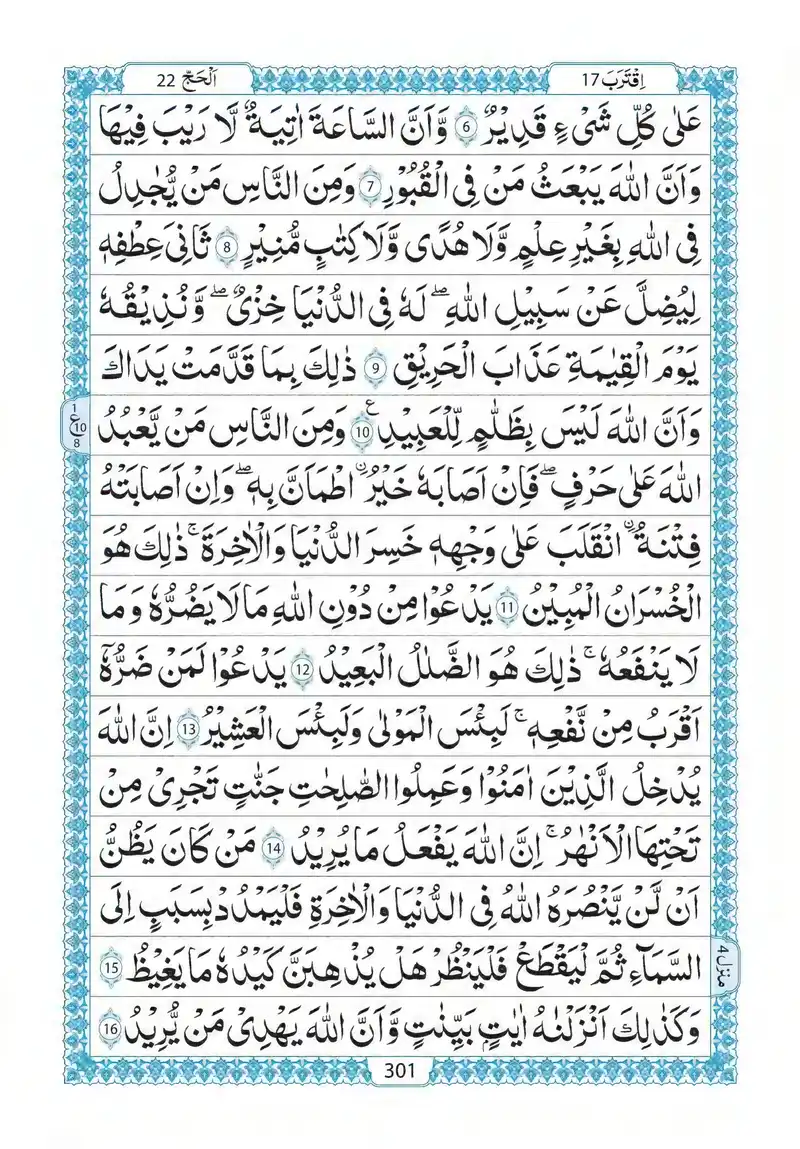 اِقْتَرَبَ 17
اَلْحَجّ 22
عَلٰى كُلِّ شَیْءٍ قَدِیْرٌ 6 وَّاَنَّ السَّاعَةَ اٰتِیَةٌ لَّا رَیْبَ فِیْهَا
وَاَنَّ اللّٰهَ یَبْعَثُ مَنْ فِی الْقُبُوْرِ 7 وَمِنَ النَّاسِ مَنْ یُّجَادِلُ
فِی اللّٰهِ بِغَیْرِ عِلْمٍ وَّلَا هُدًى وَّلَا كِتٰبٍ مُّنِیْرٍ 8 ثَانِیَ عِطْفِهٖ
لِیُضِلَّ عَنْ سَبِیْلِ اللّٰهِ ؕ لَهٗ فِی الدُّنْیَا خِزْیٌ ۖ وَّنُذِیْقُهٗ
یَوْمَ الْقِیٰمَةِ عَذَابَ الْحَرِیْقِ 9 ذٰلِكَ بِمَا قَدَّمَتْ یَدَاكَ
وَاَنَّ اللّٰهَ لَیْسَ بِظَلَّامٍ لِّلْعَبِیْدِ 10 ع وَمِنَ النَّاسِ مَنْ یَّعْبُدُ
1
ع 10
8
اللّٰهَ عَلٰى حَرْفٍ ۖ فَاِنْ اَصَابَهٗ خَیْرُ اِۨطْمَاَنَّ بِهٖ ۖ وَاِنْ اَصَابَتْهُ
فِتْنَةُ اِۨنْقَلَبَ عَلٰى وَجْهِهٖ خَسِرَ الدُّنْیَا وَالْاٰخِرَةَ ؕ ذٰلِكَ هُوَ
الْخُسْرَانُ الْمُبِیْنُ 11 یَدْعُوْا مِنْ دُوْنِ اللّٰهِ مَا لَا یَضُرُّهٗ وَمَا
لَا یَنْفَعُهٗ ؕ ذٰلِكَ هُوَ الضَّلٰلُ الْبَعِیْدُ 12 یَدْعُوْا لَمَنْ ضَرُّهٗٓ
اَقْرَبُ مِنْ نَّفْعِهٖ ؕ لَبِئْسَ الْمَوْلٰى وَلَبِئْسَ الْعَشِیْرُ 13 اِنَّ اللّٰهَ
یُدْخِلُ الَّذِیْنَ اٰمَنُوْا وَعَمِلُوا الصّٰلِحٰتِ جَنّٰتٍ تَجْرِیْ مِنْ
تَحْتِهَا الْاَنْهٰرُ ؕ اِنَّ اللّٰهَ یَفْعَلُ مَا یُرِیْدُ 14 مَنْ كَانَ یَظُنُّ
اَنْ لَّنْ یَّنْصُرَهُ اللّٰهُ فِی الدُّنْیَا وَالْاٰخِرَةِ فَلْیَمْدُدْ بِسَبَبٍ اِلَى
السَّمَآءِ ثُمَّ لْیَقْطَعْ فَلْیَنْظُرْ هَلْ یُذْهِبَنَّ كَیْدُهٗ مَا یَغِیْظُ 15
منزل 4
وَكَذٰلِكَ اَنْزَلْنٰهُ اٰیٰتٍۭ بَیِّنٰتٍ وَّاَنَّ اللّٰهَ یَهْدِیْ مَنْ یُّرِیْدُ 16
301